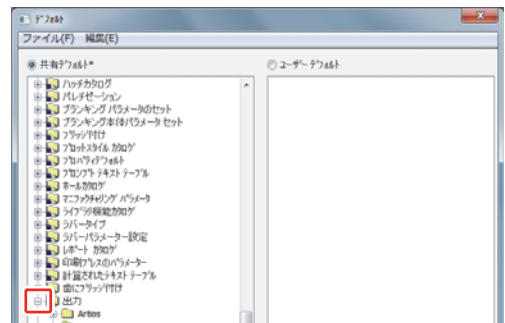 ﾃﾞﾌｫﾙﾄ
ファイル(F) 編集(E)
共有ﾃﾞﾌｫﾙﾄ*
ﾕｰｻﾞｰ ﾃﾞﾌｫﾙﾄ
ﾊｯﾁｶﾀﾛｸﾞ
パレチゼーション
ブランキング パラメータのセット
ブランキング本体パラメータ セット
ﾌﾞﾘｯｼﾞ付け
ﾌﾟﾛｯﾄｽﾀｲﾙ ｶﾀﾛｸﾞ
ﾌﾟﾛﾊﾟﾃｨﾃﾞﾌｫﾙﾄ
ﾌﾟﾛﾝﾌﾟﾄ ﾃｷｽﾄ ﾃｰﾌﾞﾙ
ﾎｰﾙ ｶﾀﾛｸﾞ
ﾏﾆﾌｧｸﾁｬﾘﾝｸﾞ ﾊﾟﾗﾒｰﾀ
ﾗｲﾌﾞﾗﾘ機能ｶﾀﾛｸﾞ
ラバータイプ
ラバーパラメーター設定
ﾚﾎﾟｰﾄ ｶﾀﾛｸﾞ
印刷ﾌﾟﾚｽのﾊﾟﾗﾒｰﾀｰ
計算されたﾃｷｽﾄ ﾃｰﾌﾞﾙ
歯にﾌﾞﾘｯｼﾞ付け
出力
Artios